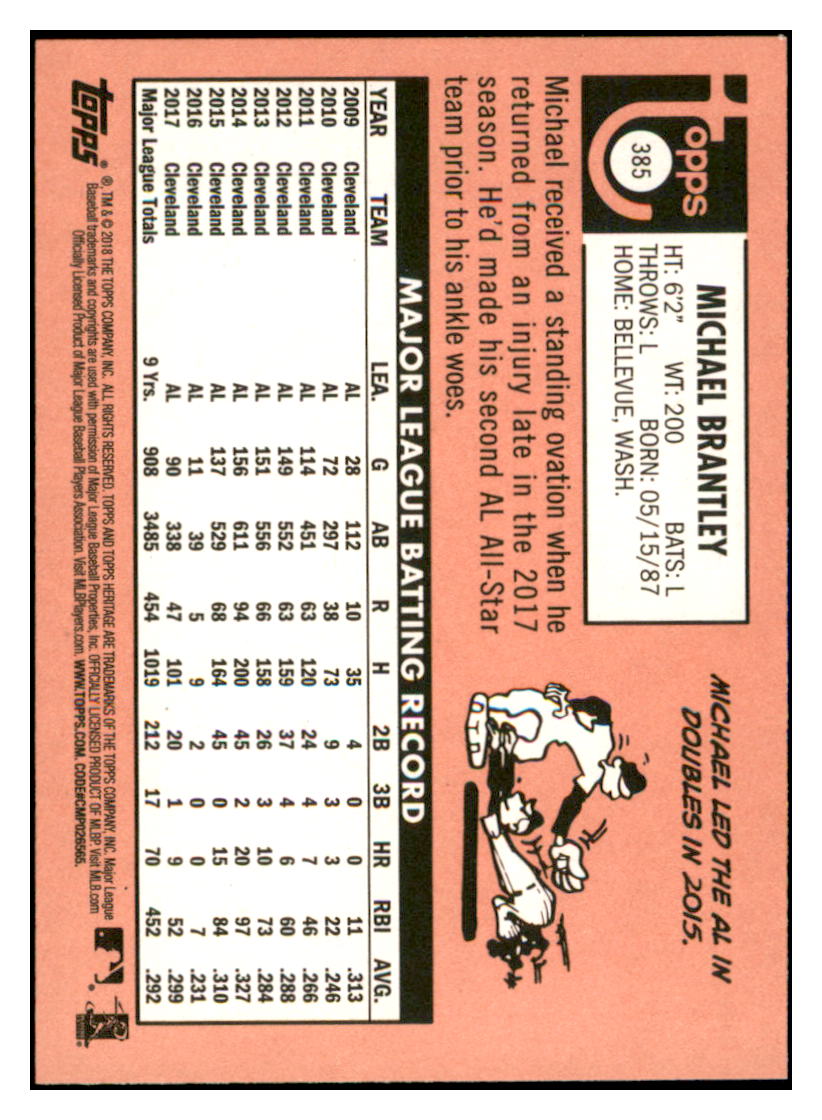 Topps
385
MICHAEL BRANTLEY
HT: 6'2" WT: 200 BATS: L
THROWS: L BORN: 05/15/87
HOME: BELLEVUE, WASH.
Michael received a standing ovation when he
returned from an injury late in the 2017
season. He'd made his second AL All-Star
team prior to his ankle woes.
MICHAEL LED THE AL IN
DOUBLES IN 2015.
MAJOR LEAGUE BATTING RECORD
YEAR TEAM LEA. G AB R H 2B 3B HR RBI AVG.
2009 Cleveland AL 28 112 10 35 4 0 0 11 .313
2010 Cleveland AL 72 297 38 73 9 3 3 22 .246
2011 Cleveland AL 114 451 63 120 24 4 7 46 .266
2012 Cleveland AL 149 552 63 159 37 4 6 60 .288
2013 Cleveland AL 151 556 66 158 26 3 10 73 .284
2014 Cleveland AL 156 611 94 200 45 2 20 97 .327
2015 Cleveland AL 137 529 68 164 45 0 15 84 .310
2016 Cleveland AL 11 39 5 9 2 0 0 7 .231
2017 Cleveland AL 90 338 47 101 20 1 9 52 .299
Major League Totals 9 Yrs. 908 3485 454 1019 212 17 70 452 .292
topps®
®, TM & © 2018 THE TOPPS COMPANY, INC. ALL RIGHTS RESERVED. TOPPS AND TOPPS HERITAGE ARE TRADEMARKS OF THE TOPPS COMPANY, INC. Major League
Baseball trademarks and copyrights are used with permission of Major League Baseball Properties, Inc. OFFICIALLY LICENSED PRODUCT OF MLBP. Visit MLB.com
Officially Licensed Product of Major League Baseball Players Association. Visit MLBPlayers.com. WWW.TOPPS.COM. CODE#CMP026565.